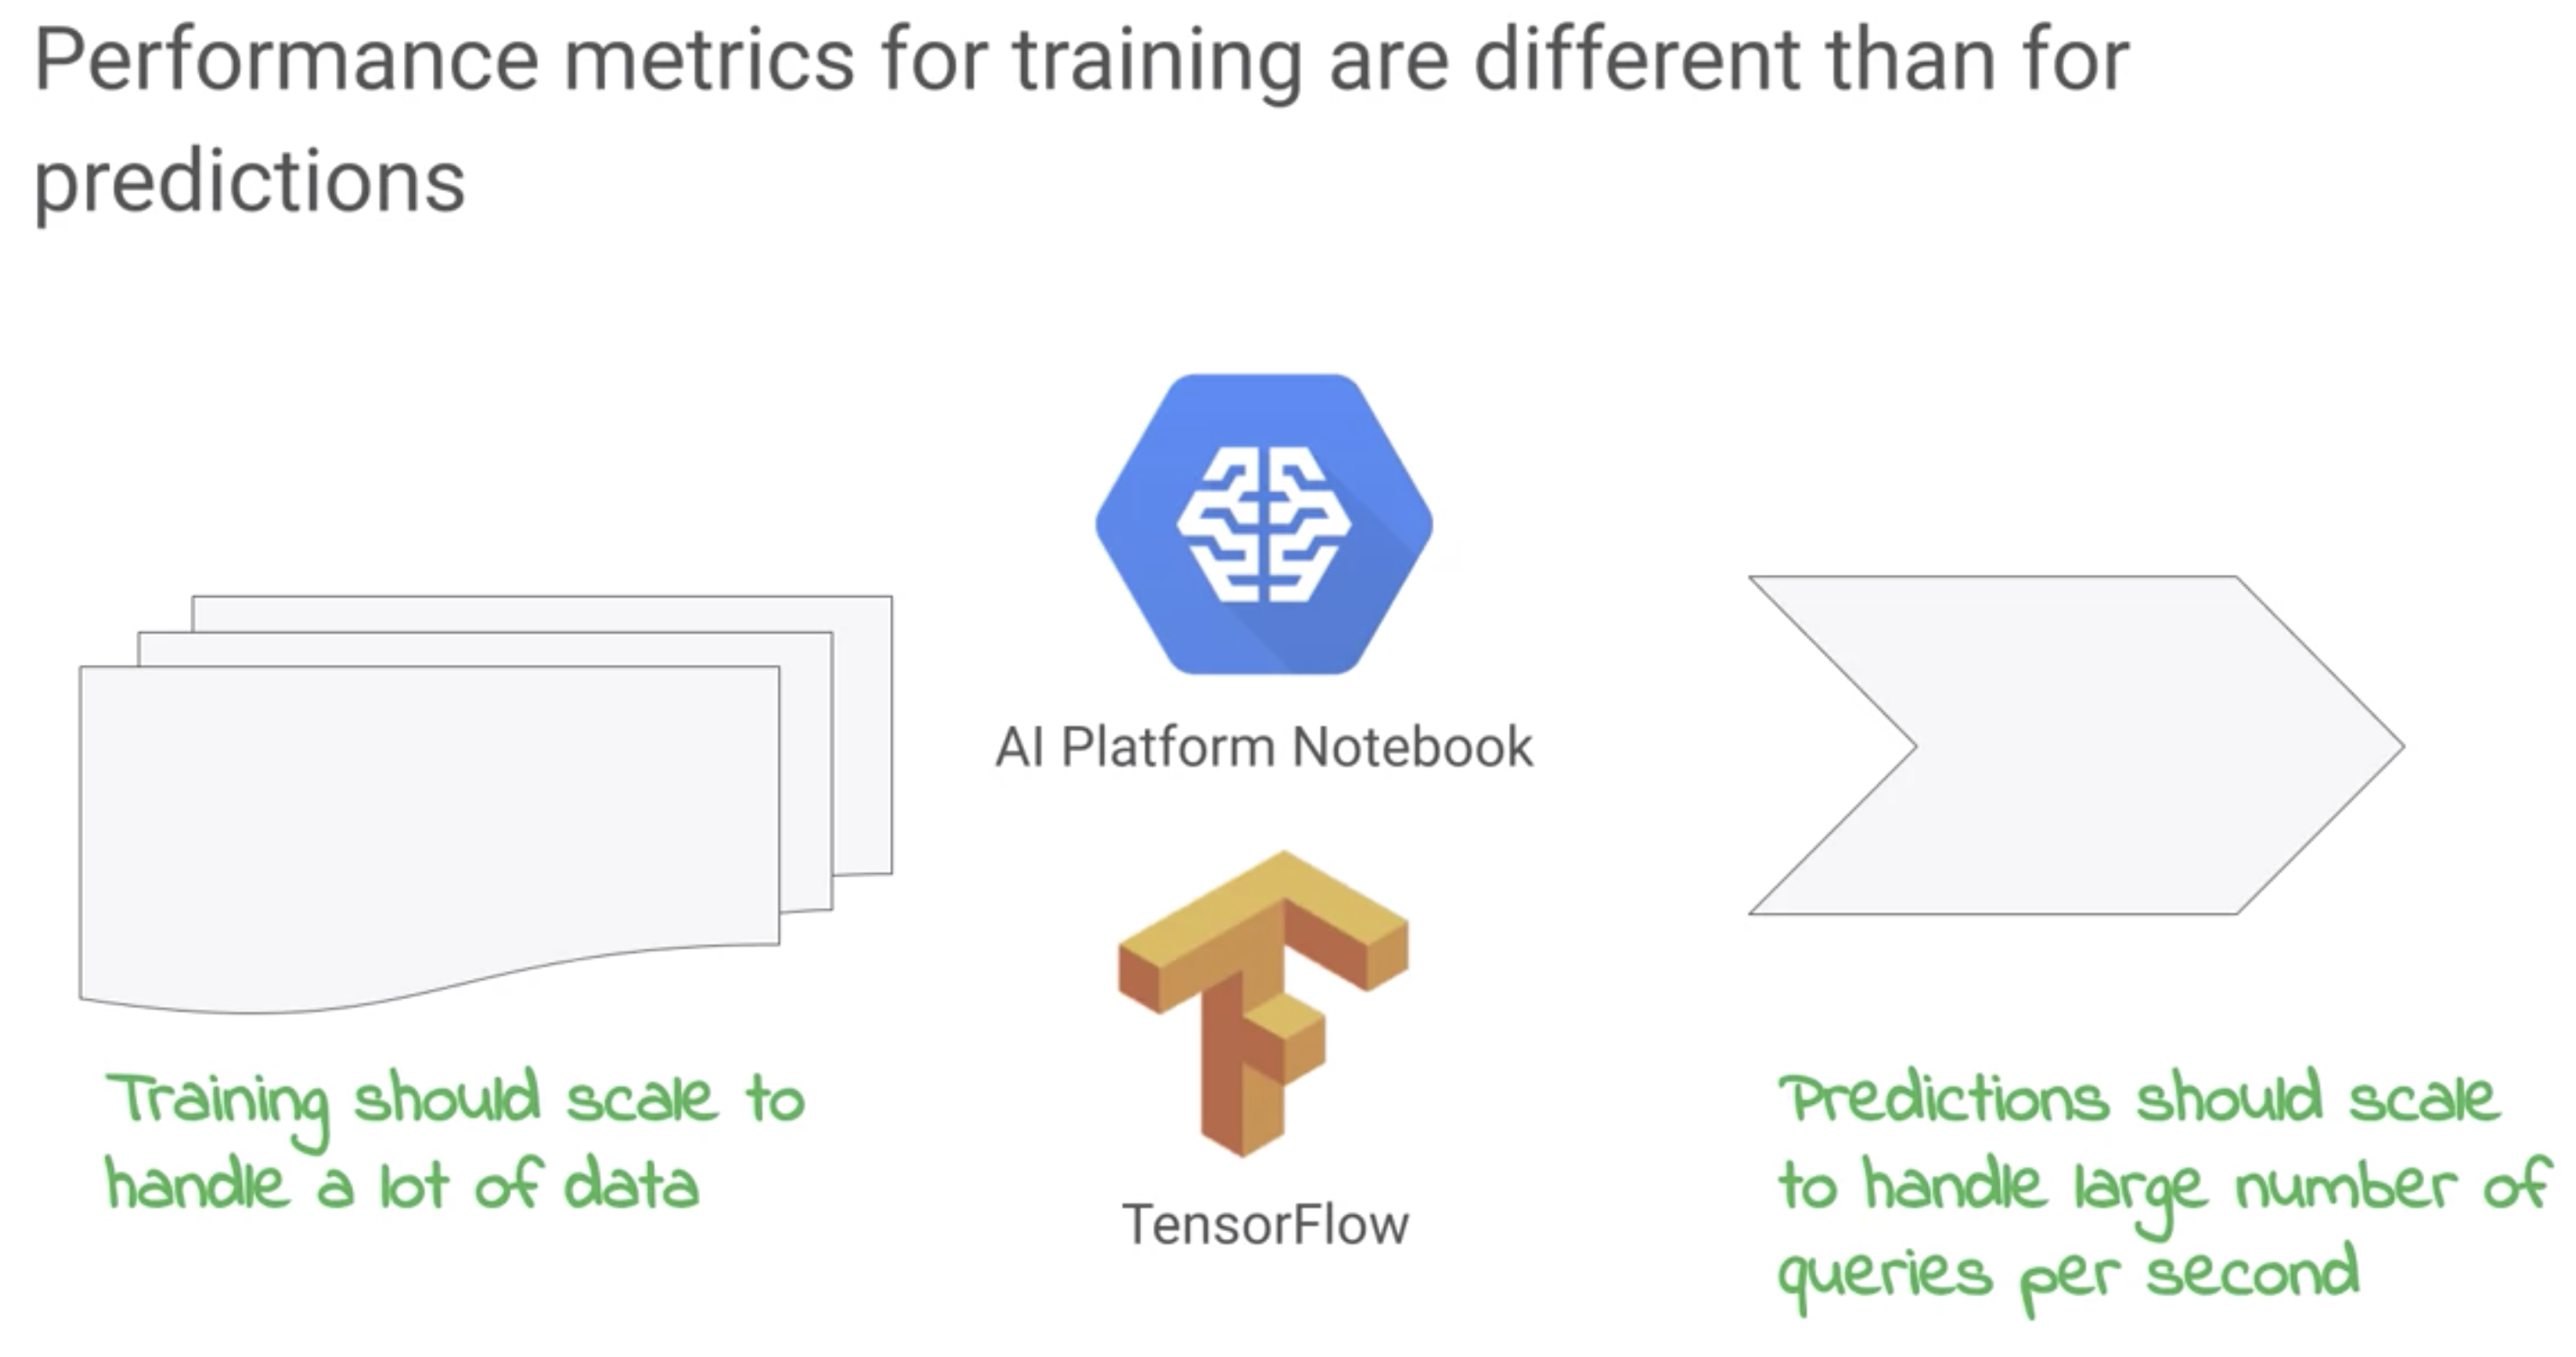 Performance metrics for training are different than for
predictions
AI Platform Notebook
TensorFlow
Training should scale to
handle a lot of data
Predictions should scale
to handle large number of
queries per second